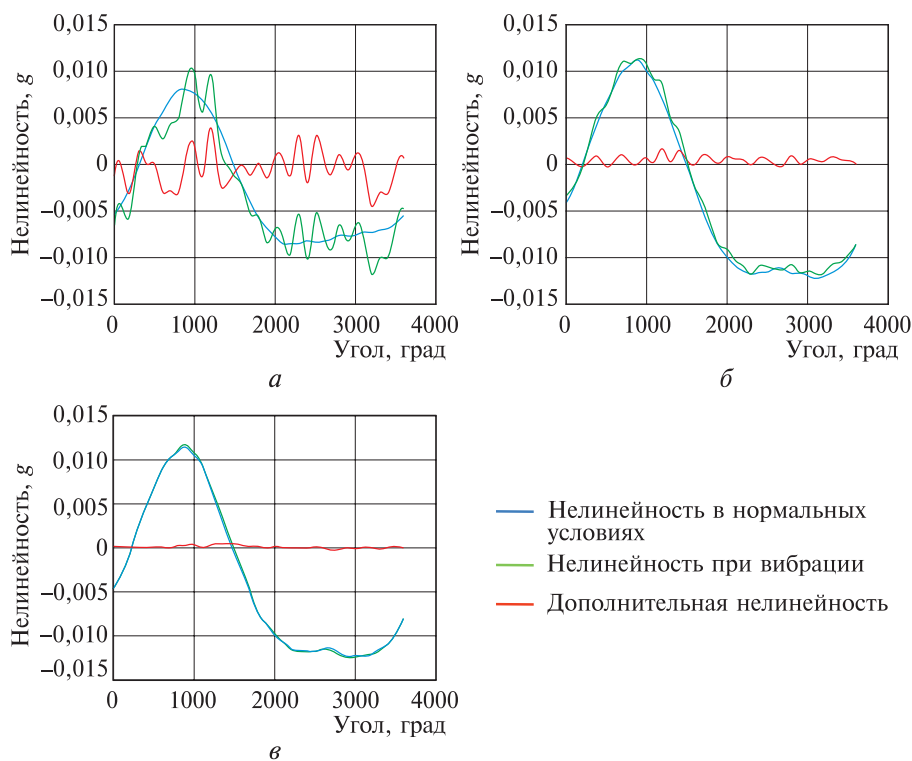 0,015
0,010
0,005
0
−0,005
−0,010
−0,015
Нелинейность, g
0 1000 2000 3000 4000
Угол, град
а
0,015
0,010
0,005
0
−0,005
−0,010
−0,015
Нелинейность, g
0 1000 2000 3000 4000
Угол, град
б
0,015
0,010
0,005
0
−0,005
−0,010
−0,015
Нелинейность, g
0 1000 2000 3000 4000
Угол, град
в
Нелинейность в нормальных
условиях
Нелинейность при вибрации
Дополнительная нелинейность